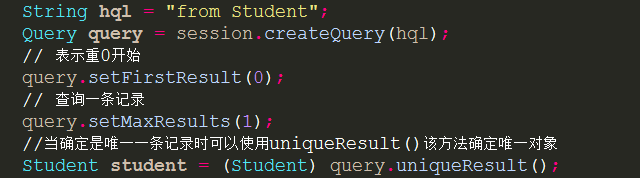 String hql = "from Student";
Query query = session.createQuery(hql);
// 表示重0开始
query.setFirstResult(0);
// 查询一条记录
query.setMaxResults(1);
//当确定是唯一一条记录时可以使用uniqueResult()该方法确定唯一对象
Student student = (Student) query.uniqueResult();